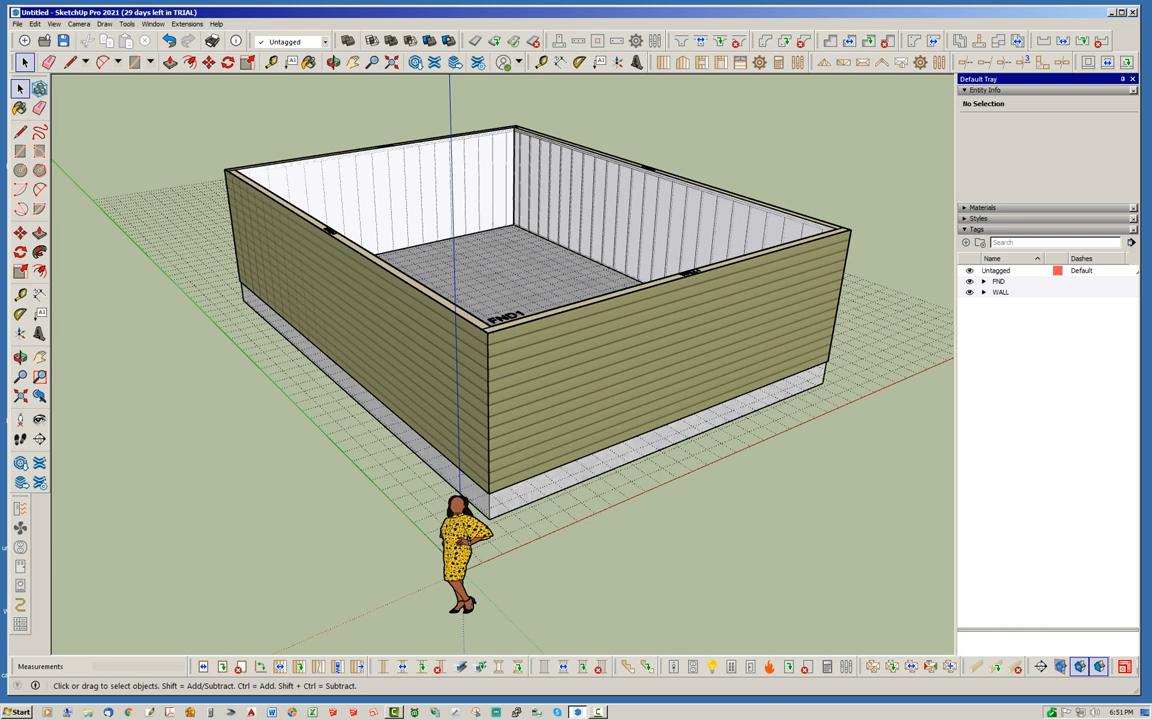 Untitled - SketchUp Pro 2021 (29 days left in TRIAL)
File Edit View Camera Draw Tools Window Extensions Help
Untagged
Default Tray
Entity Info
No Selection
Materials
Styles
Tags
Search
Name Dashes
Untagged Default
FND
WALL
FND1
Measurements
Click or drag to select objects. Shift = Add/Subtract. Ctrl = Add. Shift + Ctrl = Subtract.
Start
6:51 PM